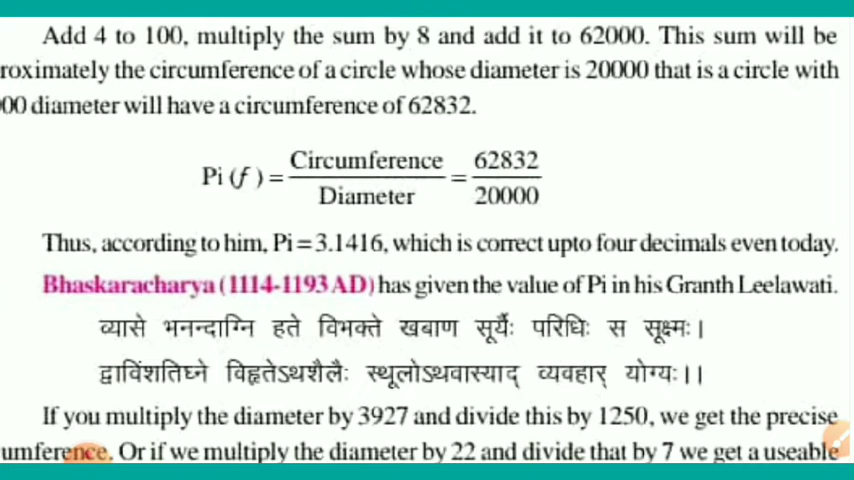 Add 4 to 100, multiply the sum by 8 and add it to 62000. This sum will be
roximately the circumference of a circle whose diameter is 20000 that is a circle with
00 diameter will have a circumference of 62832.
Pi (f) = Circumference / Diameter = 62832 / 20000
Thus, according to him, Pi = 3.1416, which is correct upto four decimals even today.
Bhaskaracharya (1114-1193 AD) has given the value of Pi in his Granth Leelawati.
व्यासे भनन्दाग्नि हते विभक्ते खबाण सूर्यैः परिधिः स सूक्ष्मः।
द्वाविंशतिघ्ने विहृतेऽथशैलैः स्थूलोऽथवास्याद् व्यवहार् योग्यः।।
If you multiply the diameter by 3927 and divide this by 1250, we get the precise
umference. Or if we multiply the diameter by 22 and divide that by 7 we get a useable